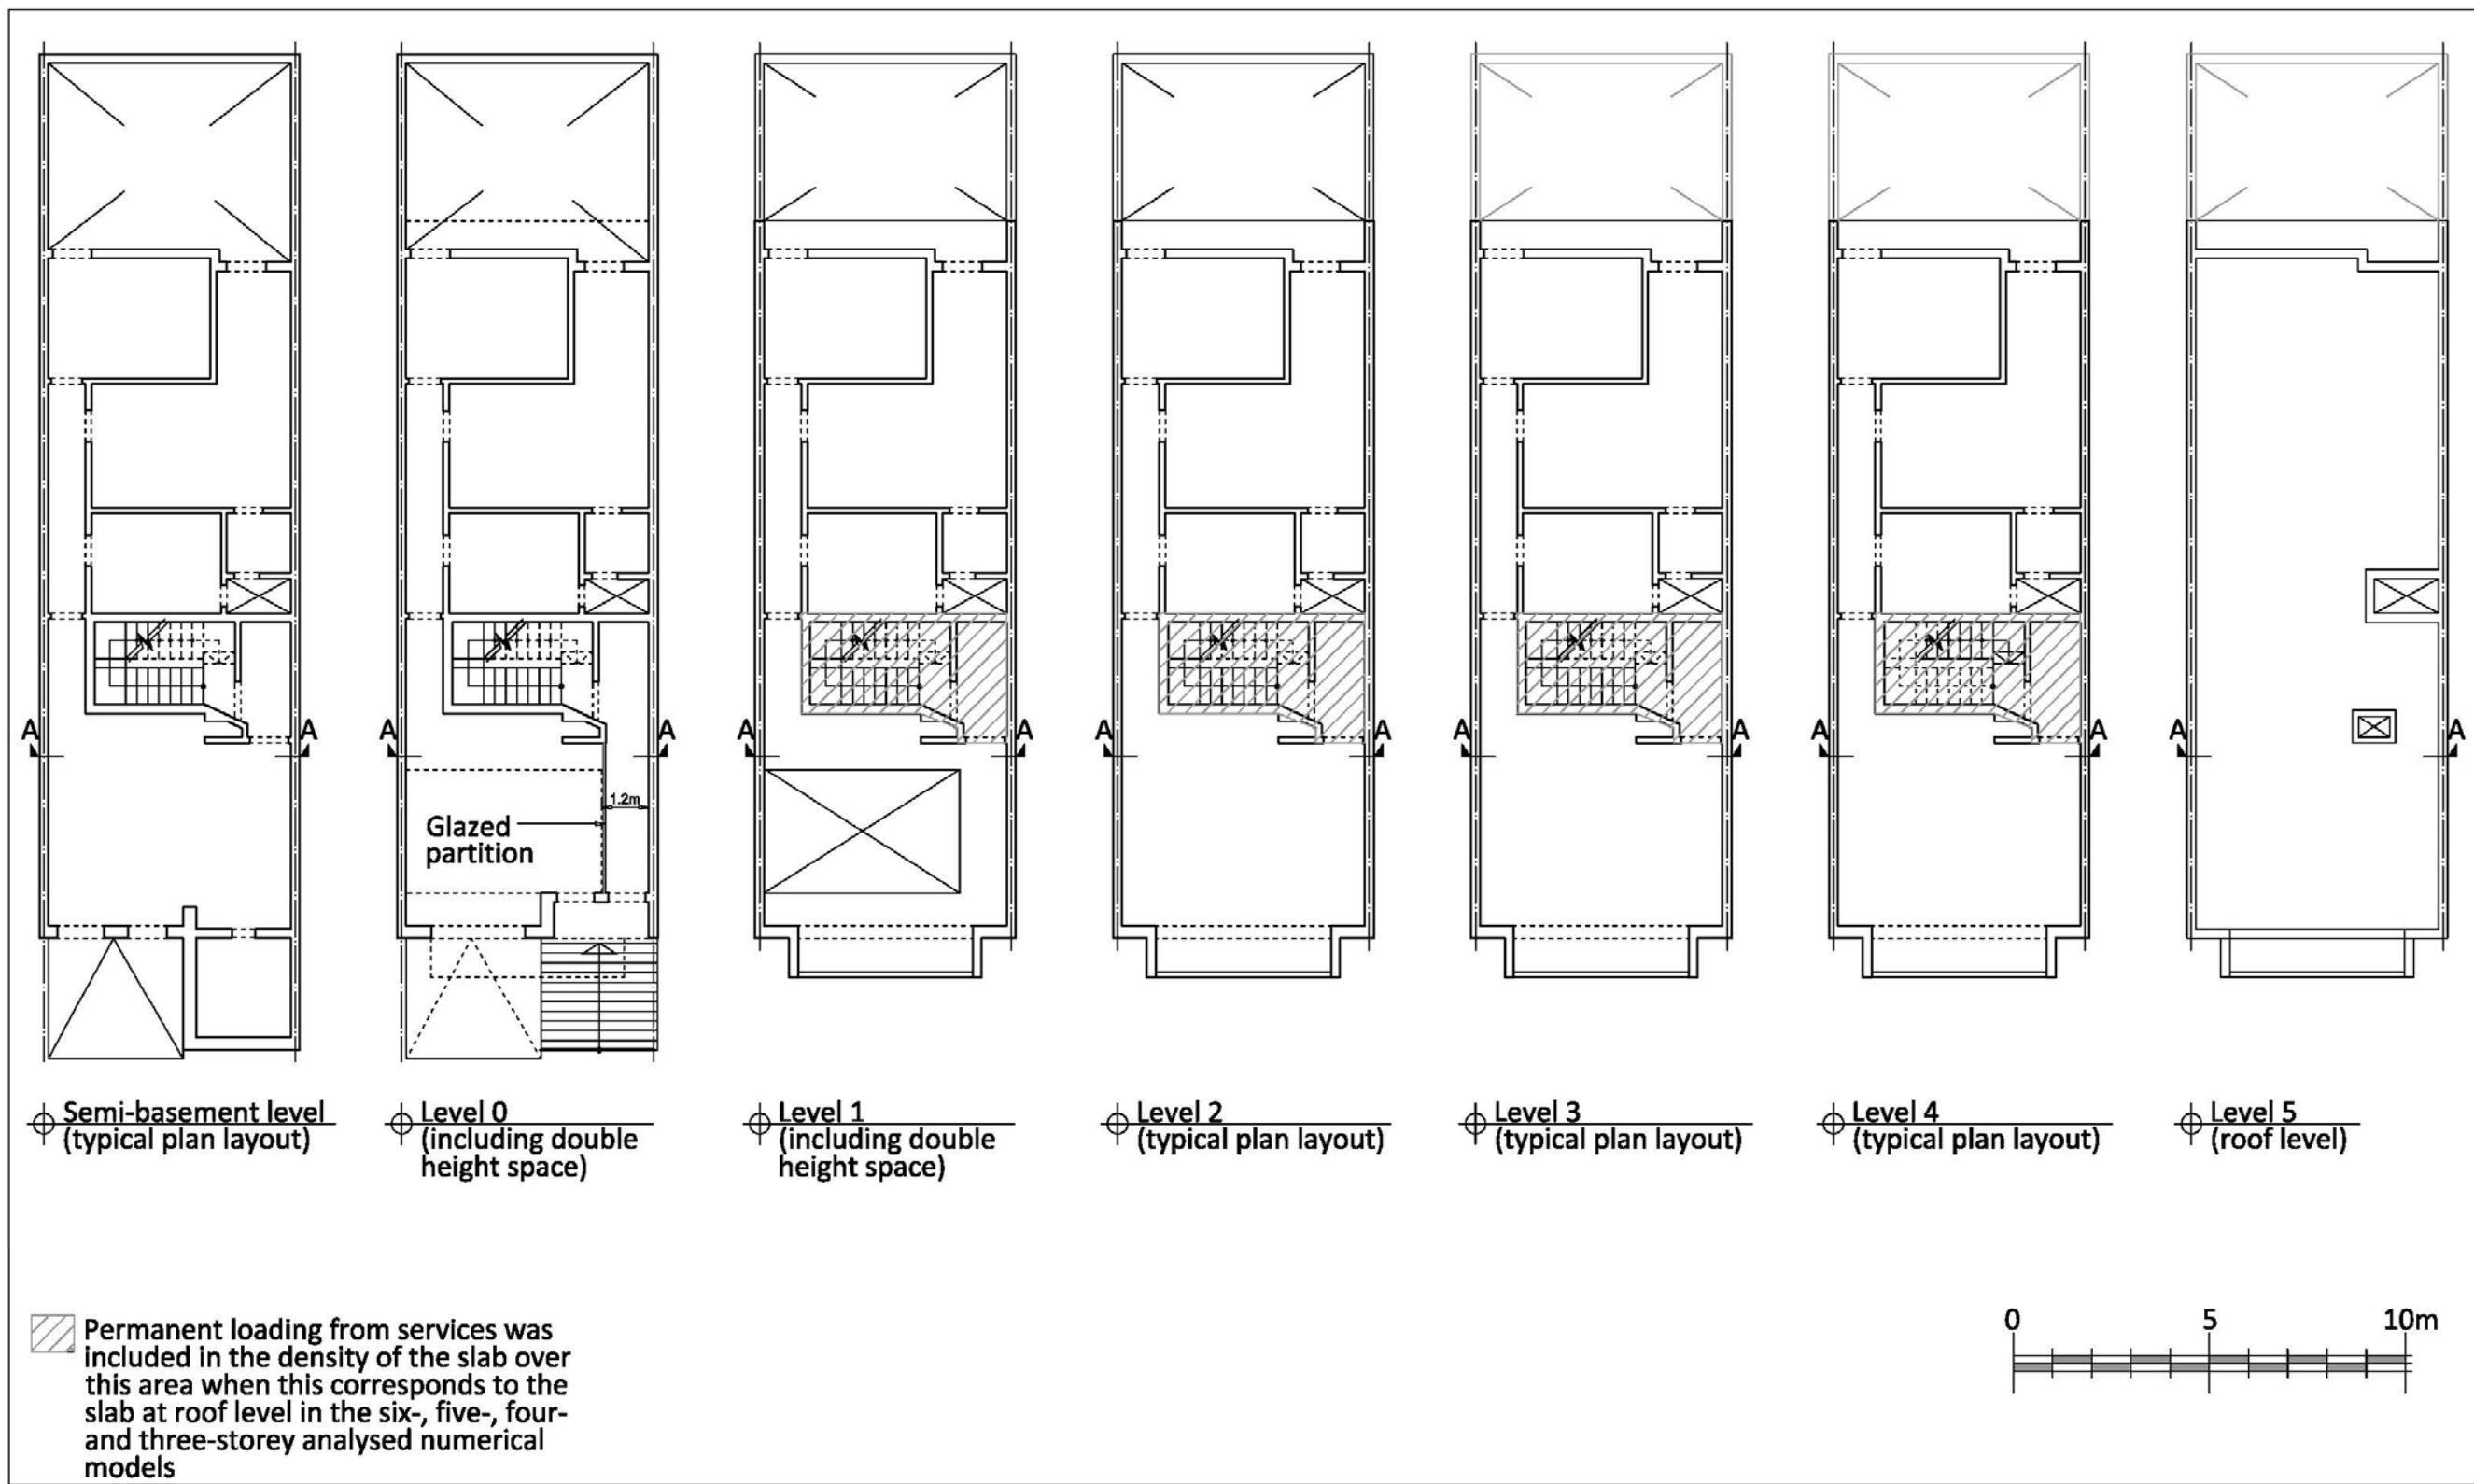 A A A A A A A A A A A A A A
1.2m
Glazed
partition
Semi-basement level
(typical plan layout)
Level 0
(including double
height space)
Level 1
(including double
height space)
Level 2
(typical plan layout)
Level 3
(typical plan layout)
Level 4
(typical plan layout)
Level 5
(roof level)
Permanent loading from services was
included in the density of the slab over
this area when this corresponds to the
slab at roof level in the six-, five-, four-
and three-storey analysed numerical
models
0 5 10m